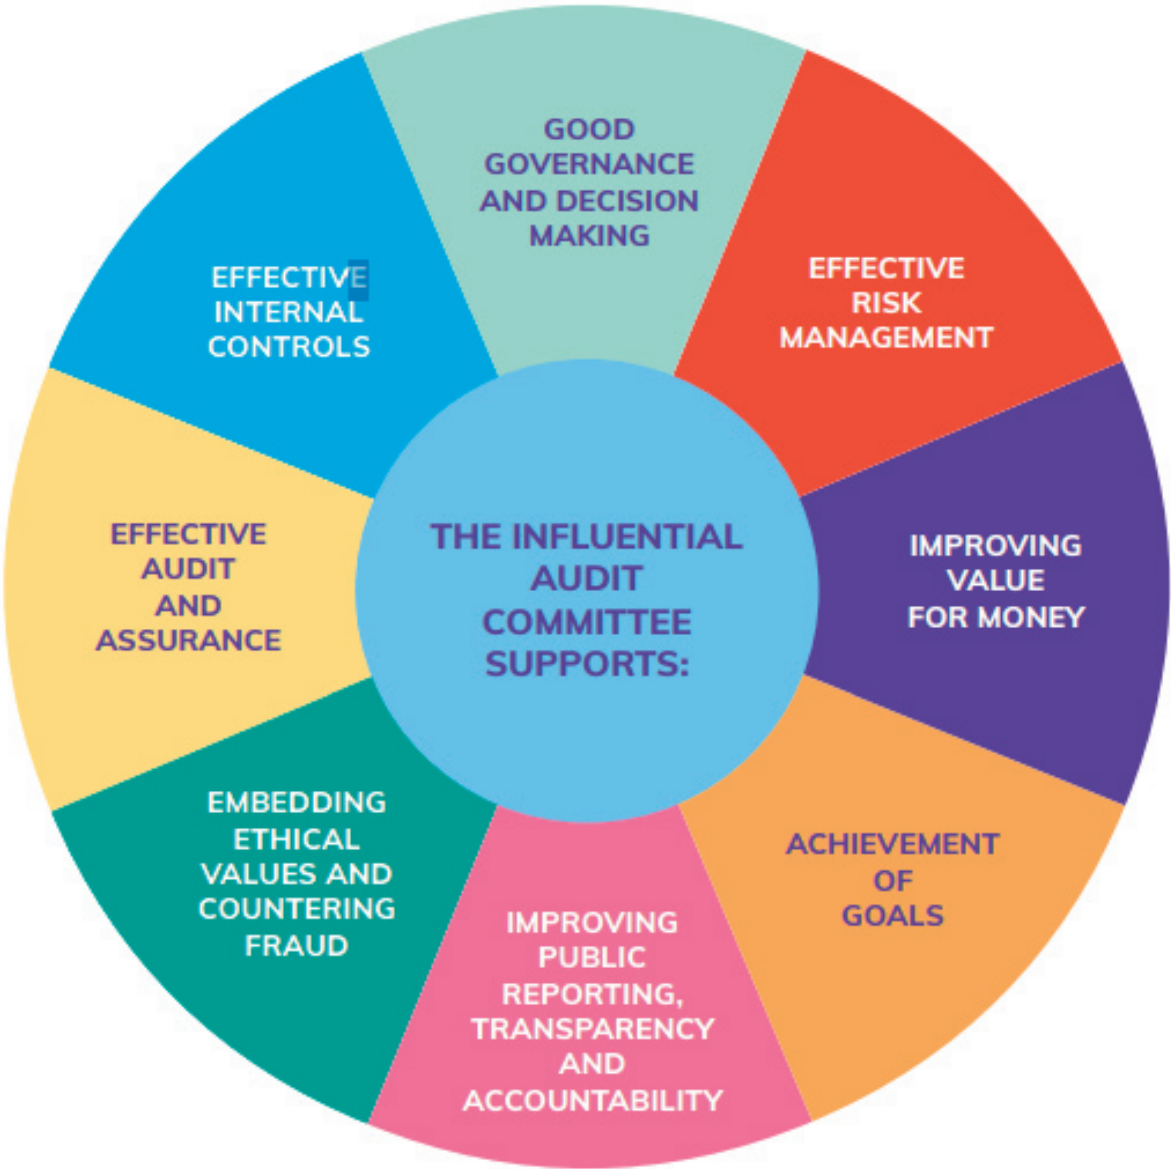 GOOD
GOVERNANCE
AND DECISION
MAKING
EFFECTIVE
RISK
MANAGEMENT
IMPROVING
VALUE
FOR MONEY
ACHIEVEMENT
OF
GOALS
IMPROVING
PUBLIC
REPORTING,
TRANSPARENCY
AND
ACCOUNTABILITY
EMBEDDING
ETHICAL
VALUES AND
COUNTERING
FRAUD
EFFECTIVE
AUDIT
AND
ASSURANCE
EFFECTIVE
INTERNAL
CONTROLS
THE INFLUENTIAL
AUDIT
COMMITTEE
SUPPORTS: